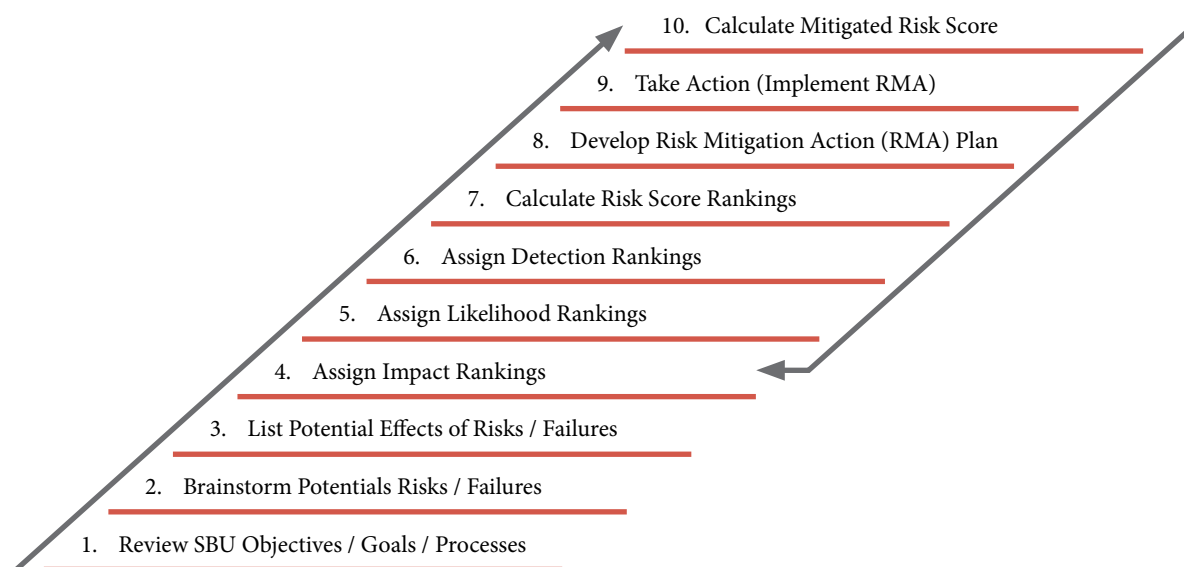 10. Calculate Mitigated Risk Score
9. Take Action (Implement RMA)
8. Develop Risk Mitigation Action (RMA) Plan
7. Calculate Risk Score Rankings
6. Assign Detection Rankings
5. Assign Likelihood Rankings
4. Assign Impact Rankings
3. List Potential Effects of Risks / Failures
2. Brainstorm Potentials Risks / Failures
1. Review SBU Objectives / Goals / Processes